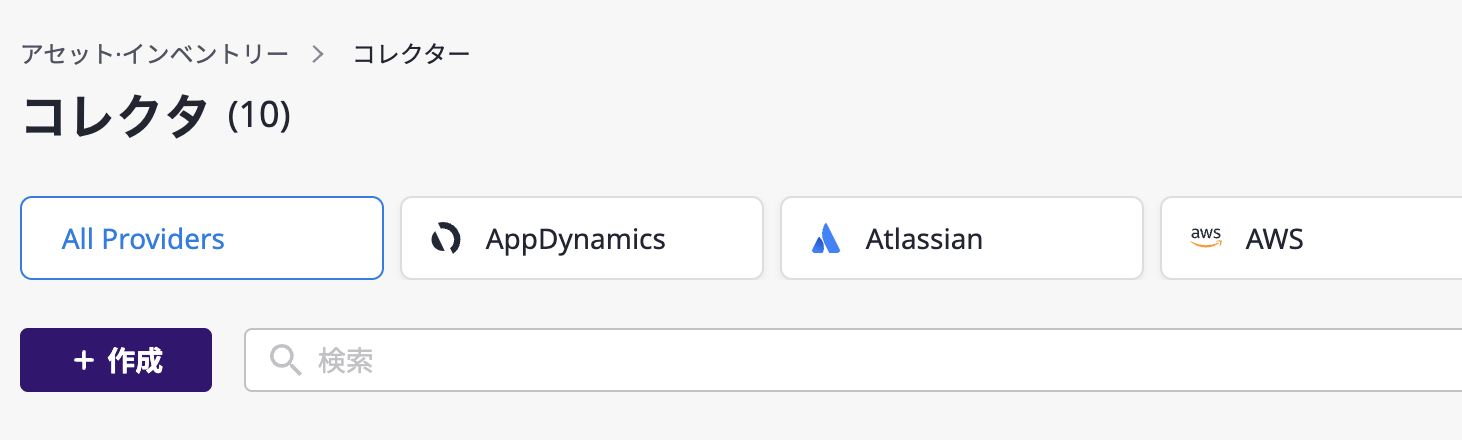 アセット·インベントリー > コレクター
コレクタ (10)
All Providers AppDynamics Atlassian aws AWS
+ 作成 検索